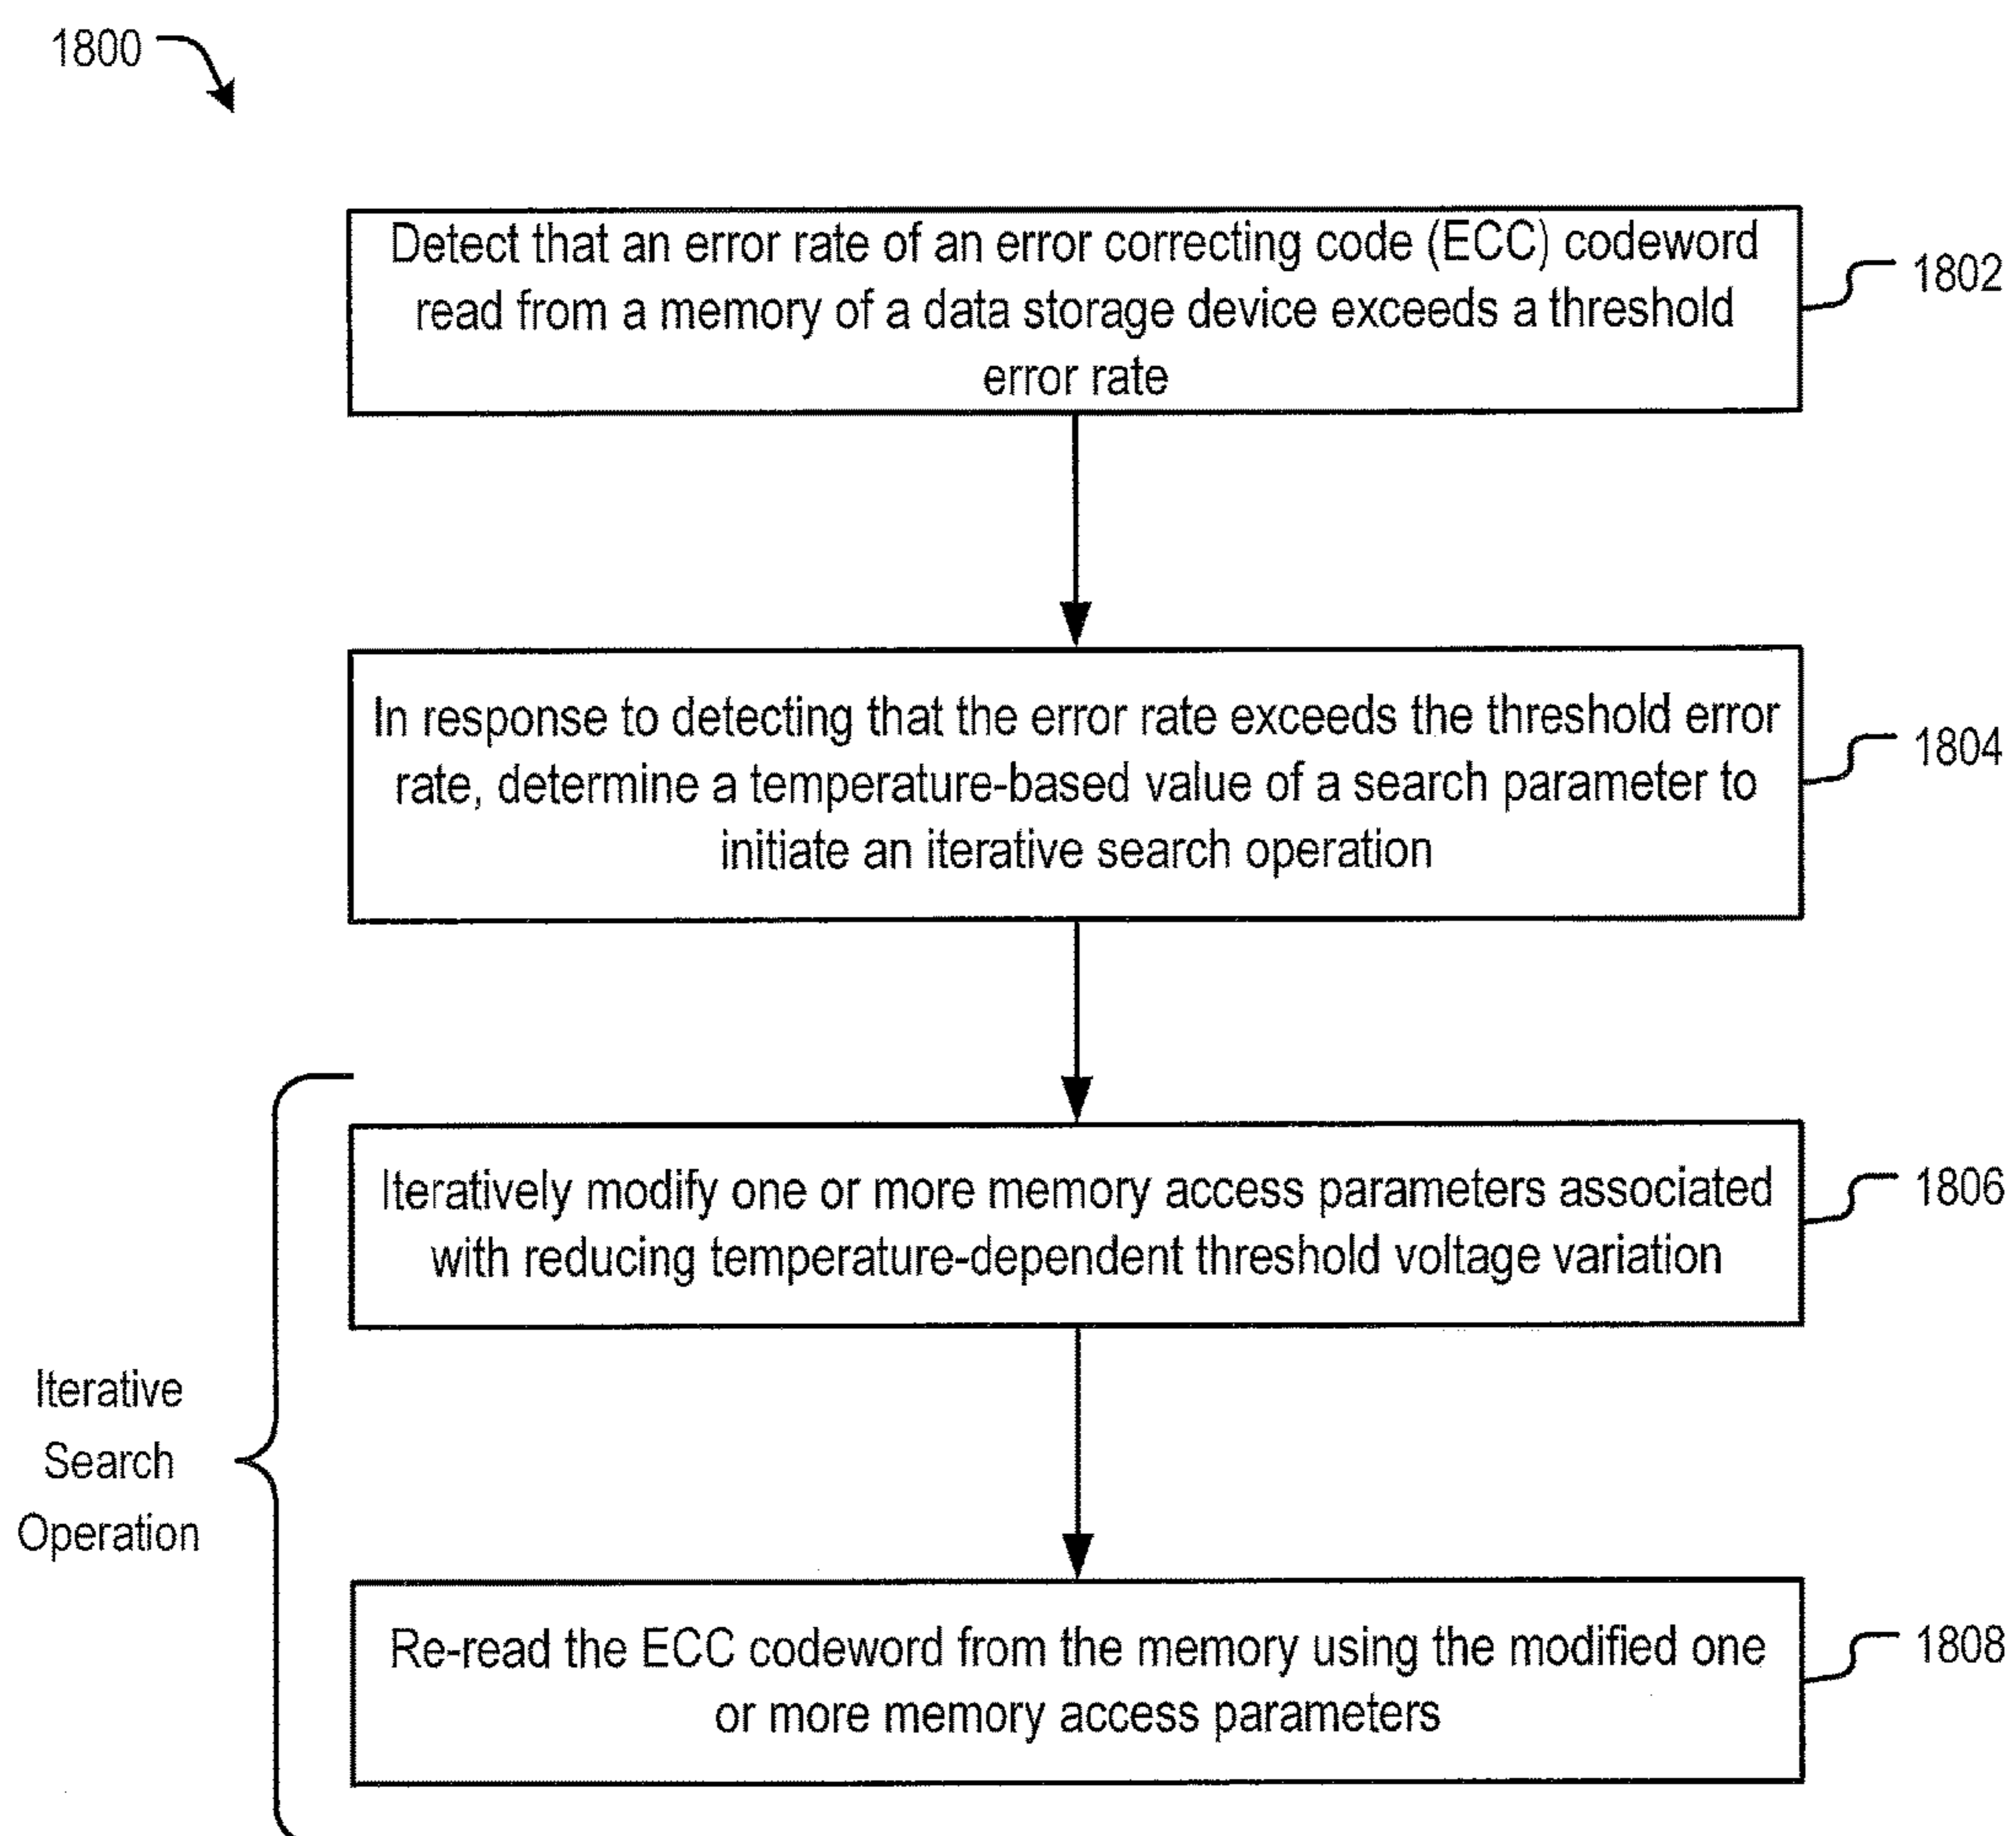 1800
Detect that an error rate of an error correcting code (ECC) codeword
read from a memory of a data storage device exceeds a threshold
error rate
1802
In response to detecting that the error rate exceeds the threshold error
rate, determine a temperature-based value of a search parameter to
initiate an iterative search operation
1804
Iteratively modify one or more memory access parameters associated
with reducing temperature-dependent threshold voltage variation
1806
Iterative
Search
Operation
Re-read the ECC codeword from the memory using the modified one
or more memory access parameters
1808